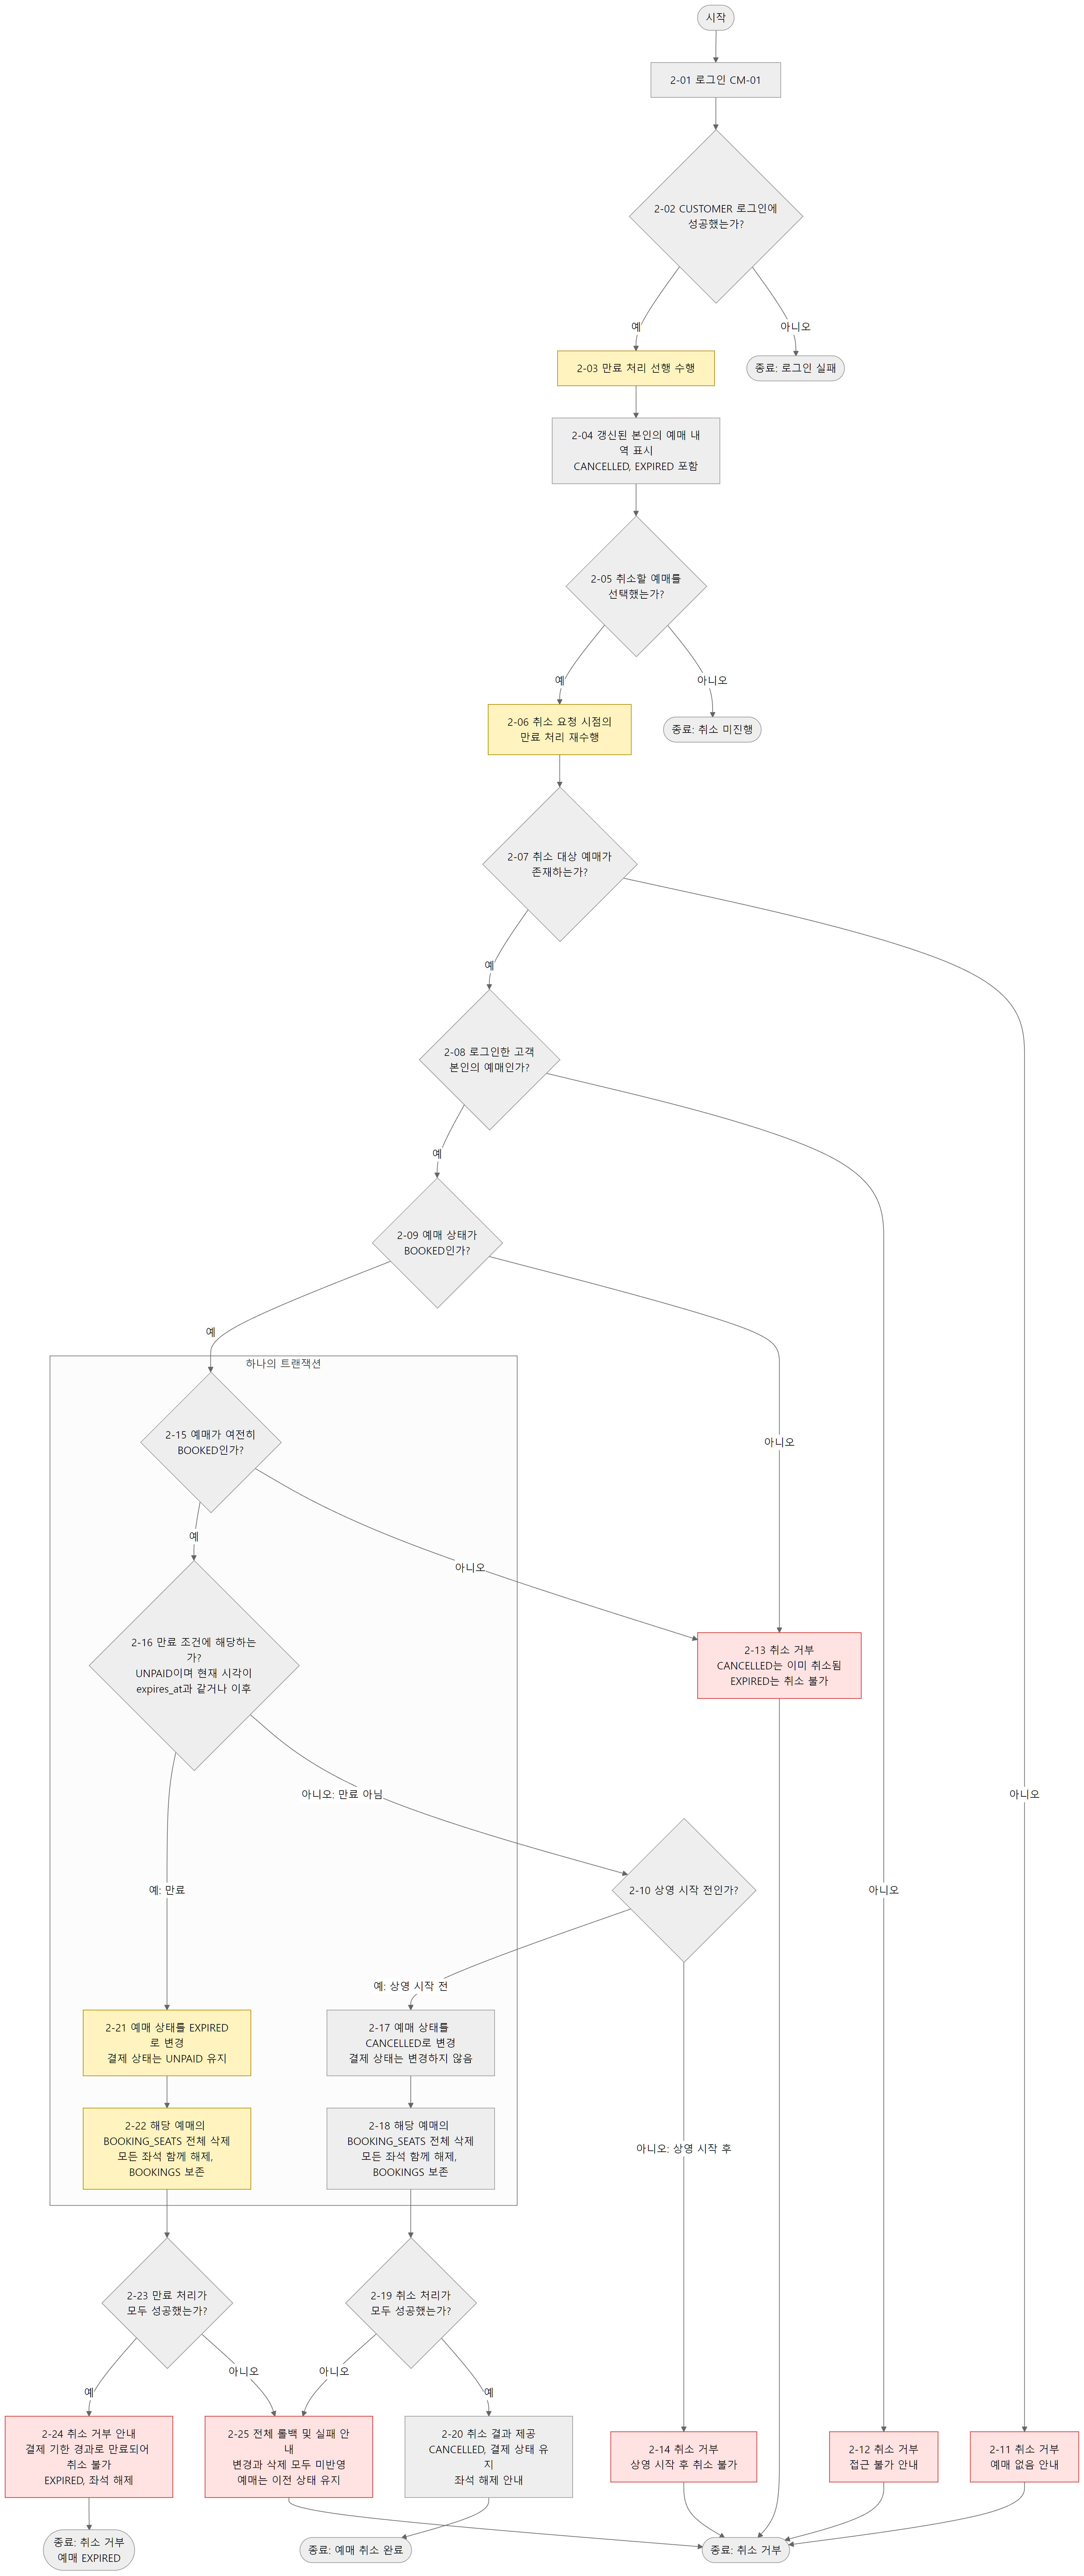 시작
2-01 로그인 CM-01
2-02 CUSTOMER 로그인에
성공했는가?
예
아니오
2-03 만료 처리 선행 수행
종료: 로그인 실패
2-04 갱신된 본인의 예매 내
역 표시
CANCELLED, EXPIRED 포함
2-05 취소할 예매를
선택했는가?
예
아니오
2-06 취소 요청 시점의
만료 처리 재수행
종료: 취소 미진행
2-07 취소 대상 예매가
존재하는가?
예
2-08 로그인한 고객
본인의 예매인가?
예
2-09 예매 상태가
BOOKED인가?
예
하나의 트랜잭션
2-15 예매가 여전히
BOOKED인가?
아니오
예
아니오
2-16 만료 조건에 해당하는
가?
UNPAID이며 현재 시각이
expires_at과 같거나 이후
2-13 취소 거부
CANCELLED는 이미 취소됨
EXPIRED는 취소 불가
아니오: 만료 아님
아니오
예: 만료
2-10 상영 시작 전인가?
아니오
예: 상영 시작 전
2-21 예매 상태를 EXPIRED
로 변경
결제 상태는 UNPAID 유지
2-17 예매 상태를
CANCELLED로 변경
결제 상태는 변경하지 않음
2-22 해당 예매의
BOOKING_SEATS 전체 삭제
모든 좌석 함께 해제,
BOOKINGS 보존
2-18 해당 예매의
BOOKING_SEATS 전체 삭제
모든 좌석 함께 해제,
BOOKINGS 보존
아니오: 상영 시작 후
2-23 만료 처리가
모두 성공했는가?
2-19 취소 처리가
모두 성공했는가?
예
아니오
아니오
예
2-24 취소 거부 안내
결제 기한 경과로 만료되어
취소 불가
EXPIRED, 좌석 해제
2-25 전체 롤백 및 실패 안
내
변경과 삭제 모두 미반영
예매는 이전 상태 유지
2-20 취소 결과 제공
CANCELLED, 결제 상태 유
지
좌석 해제 안내
2-14 취소 거부
상영 시작 후 취소 불가
2-12 취소 거부
접근 불가 안내
2-11 취소 거부
예매 없음 안내
종료: 취소 거부
예매 EXPIRED
종료: 예매 취소 완료
종료: 취소 거부